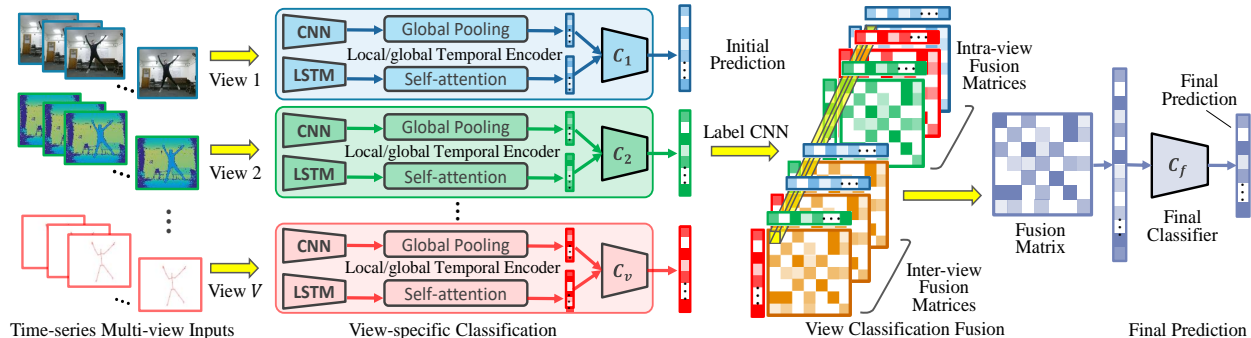 View 1
...
CNN
Global Pooling
Local/global Temporal Encoder
LSTM
Self-attention
C1
Initial
Prediction
View 2
...
CNN
Global Pooling
Local/global Temporal Encoder
LSTM
Self-attention
C2
Label CNN
View V
...
CNN
Global Pooling
Local/global Temporal Encoder
LSTM
Self-attention
Cv
Intra-view
Fusion
Matrices
Inter-view
Fusion
Matrices
Fusion
Matrix
Final
Prediction
Cf
Final
Classifier
Time-series Multi-view Inputs
View-specific Classification
View Classification Fusion
Final Prediction